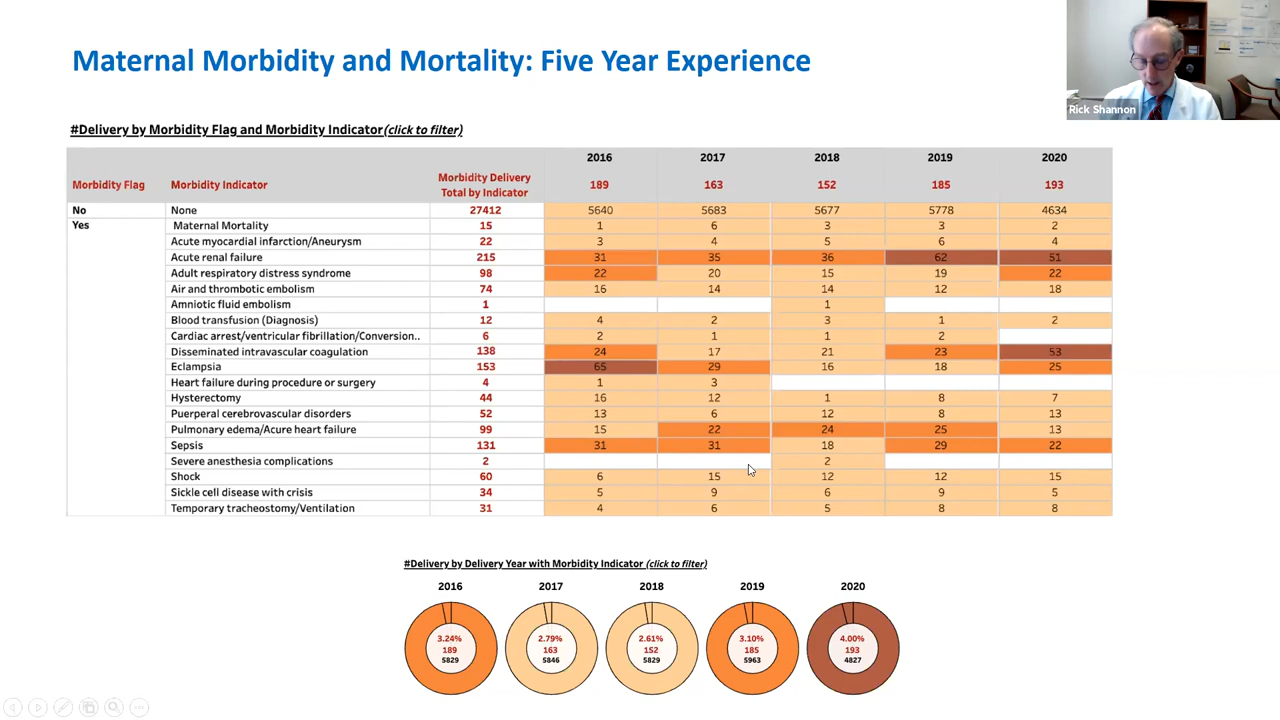 Maternal Morbidity and Mortality: Five Year Experience
Rick Shannon
#Delivery by Morbidity Flag and Morbidity Indicator(click to filter)
2016 2017 2018 2019 2020
Morbidity Flag Morbidity Indicator Morbidity Delivery Total by Indicator 189 163 152 185 193
No None 27412 5640 5683 5677 5778 4634
Yes Maternal Mortality 15 1 6 3 3 2
Acute myocardial infarction/Aneurysm 22 3 4 5 6 4
Acute renal failure 215 31 35 36 62 51
Adult respiratory distress syndrome 98 22 20 15 19 22
Air and thrombotic embolism 74 16 14 14 12 18
Amniotic fluid embolism 1 1
Blood transfusion (Diagnosis) 12 4 2 3 1 2
Cardiac arrest/ventricular fibrillation/Conversion.. 6 2 1 1 2
Disseminated intravascular coagulation 138 24 17 21 23 53
Eclampsia 153 65 29 16 18 25
Heart failure during procedure or surgery 4 1 3
Hysterectomy 44 16 12 1 8 7
Puerperal cerebrovascular disorders 52 13 6 12 8 13
Pulmonary edema/Acure heart failure 99 15 22 24 25 13
Sepsis 131 31 31 18 29 22
Severe anesthesia complications 2 2
Shock 60 6 15 12 12 15
Sickle cell disease with crisis 34 5 9 6 9 5
Temporary tracheostomy/Ventilation 31 4 6 5 8 8
#Delivery by Delivery Year with Morbidity Indicator (click to filter)
2016 2017 2018 2019 2020
3.24% 2.79% 2.61% 3.10% 4.00%
189 163 152 185 193
5829 5846 5829 5963 4827